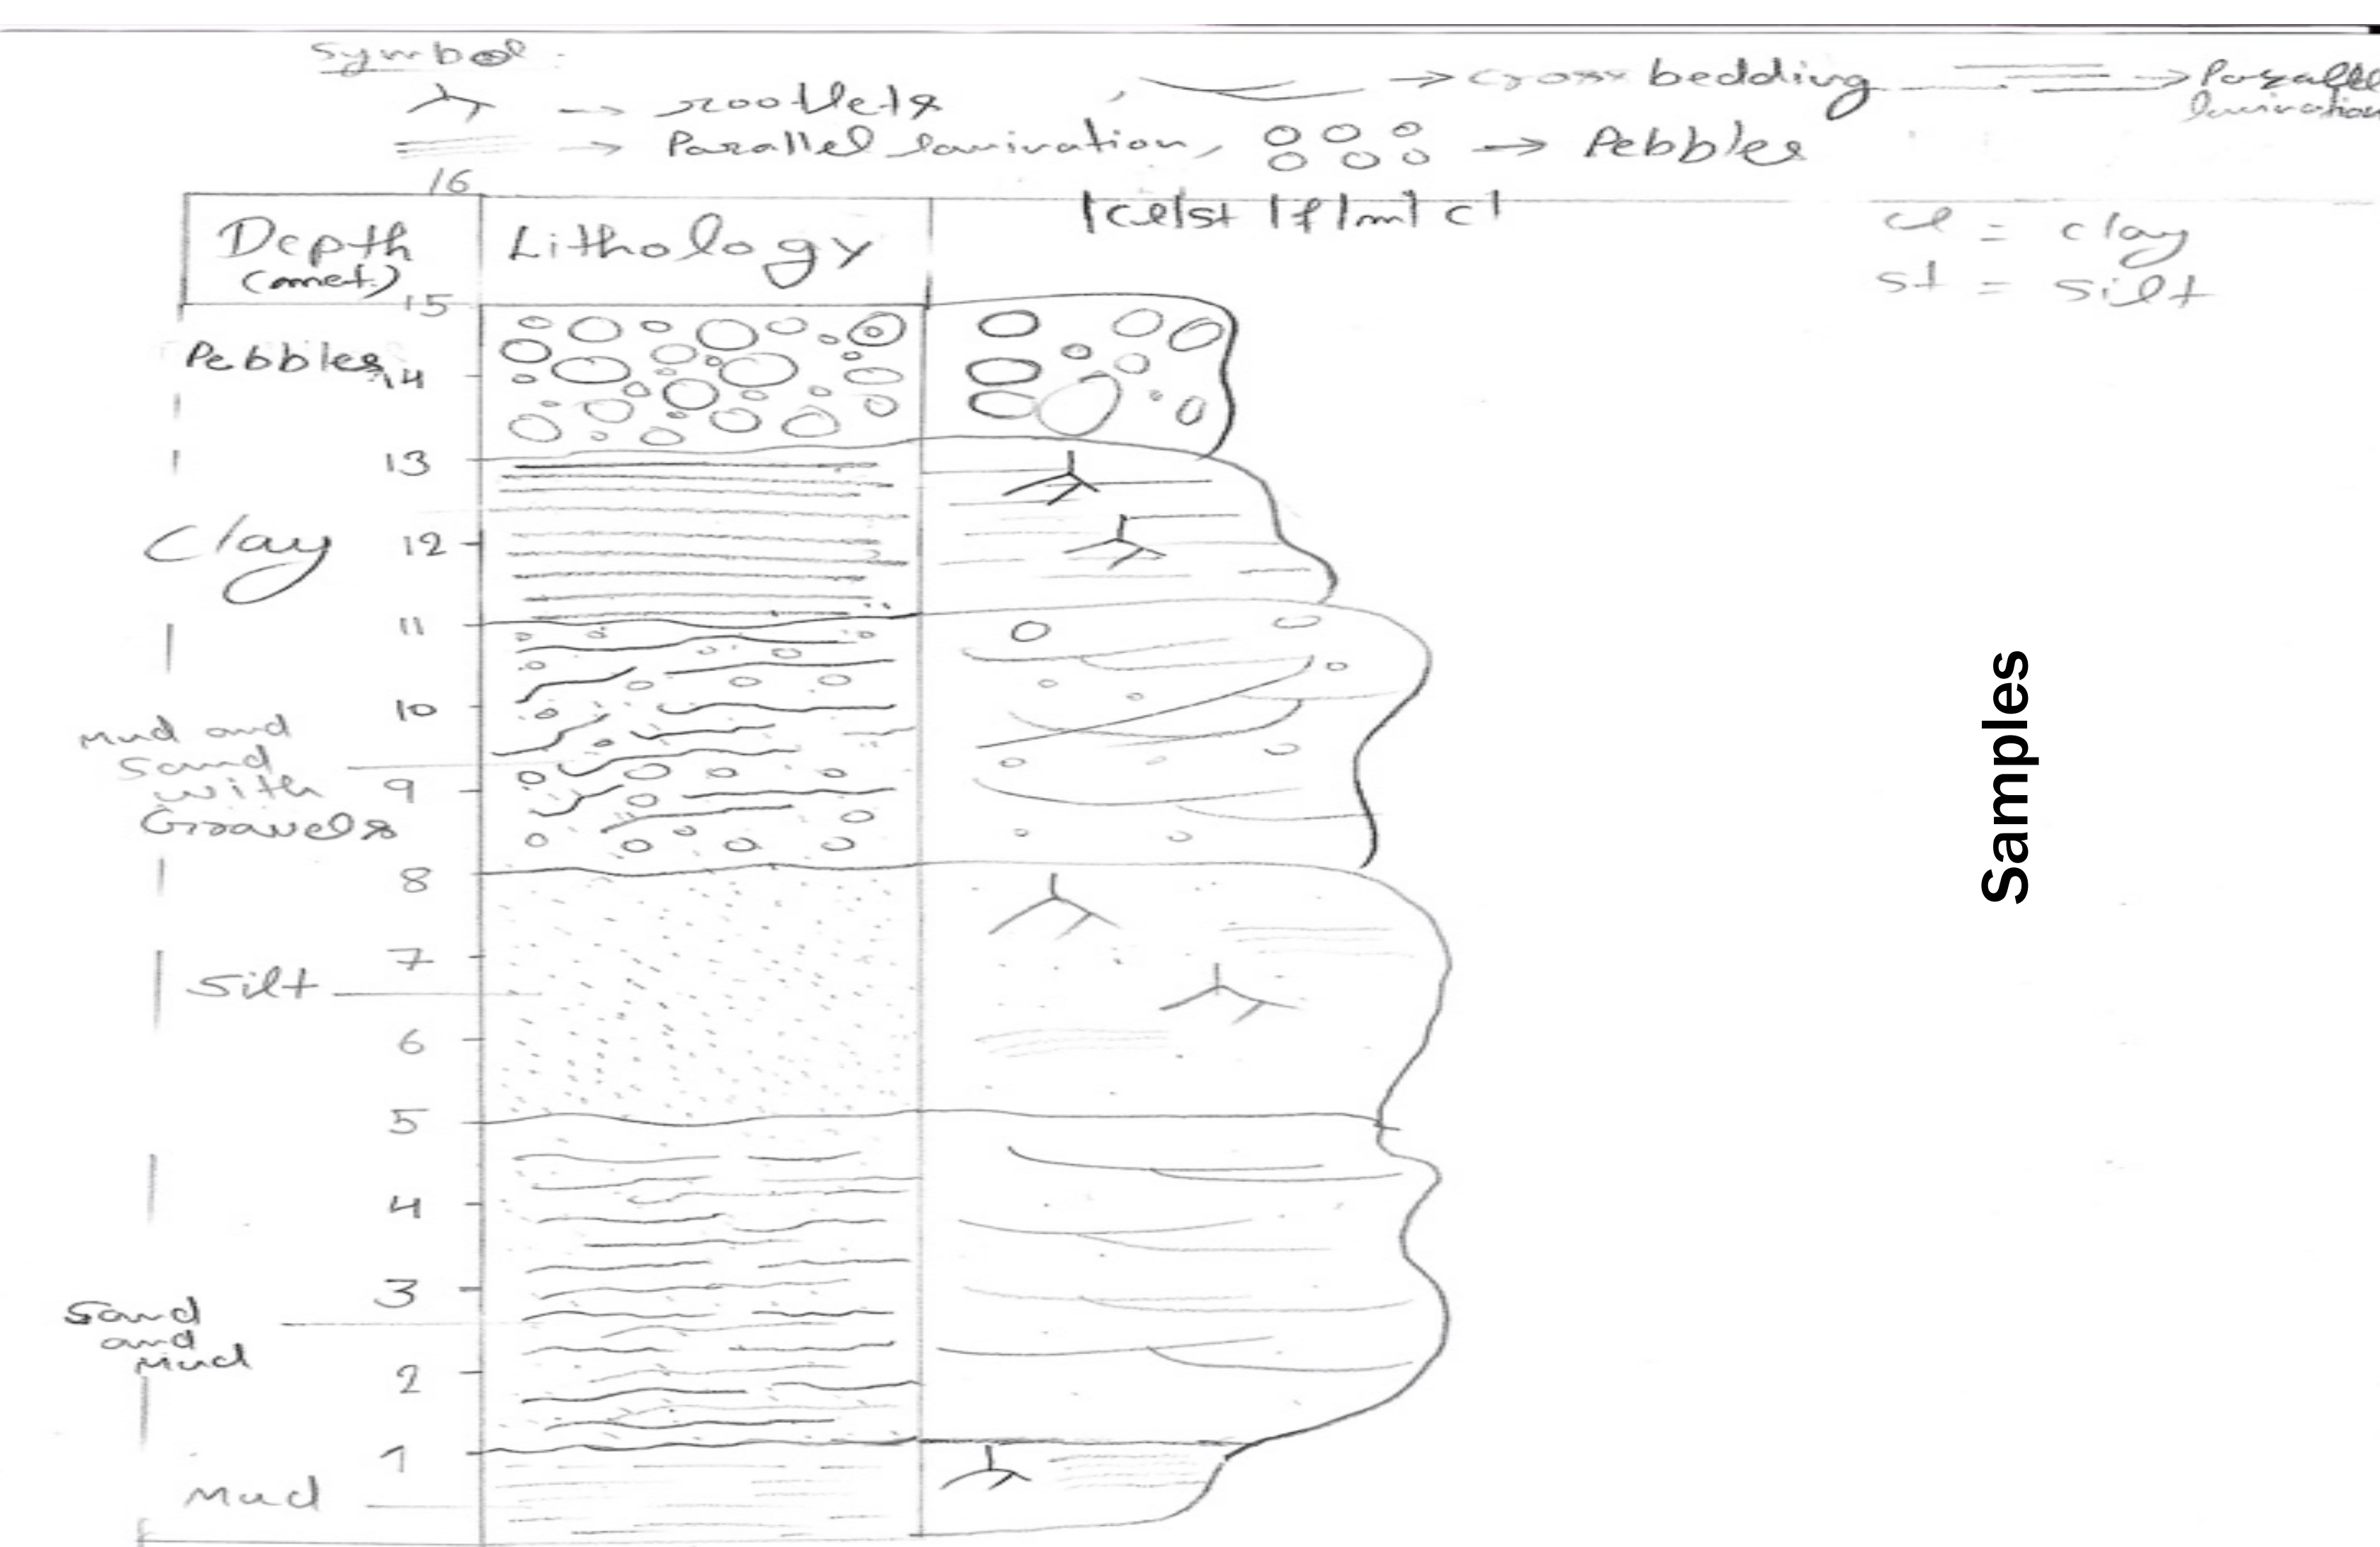 Symbol:
→ rootlets, → cross bedding → Parallel lamination
→ Parallel lamination, → Pebbles
16
Depth (met.) Lithology |cl|st|f|m|c|
cl = clay
st = silt
15
Pebbles
14
13
Clay 12
11
10
Mud and
Sand
with 9
Gravels
8
7
Silt
6
5
4
3
Sand
and
Mud
2
1
Mud
Samples